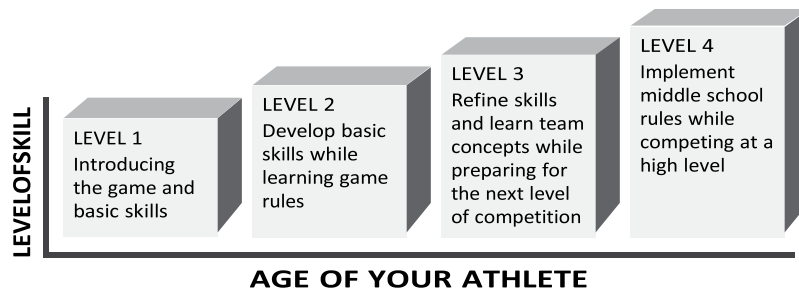 LEVEL 1
Introducing
the game and
basic skills
LEVEL 2
Develop basic
skills while
learning game
rules
LEVEL 3
Refine skills
and learn team
concepts while
preparing for
the next level
of competition
LEVEL 4
Implement
middle school
rules while
competing at a
high level
LEVELOFSKILL
AGE OF YOUR ATHLETE